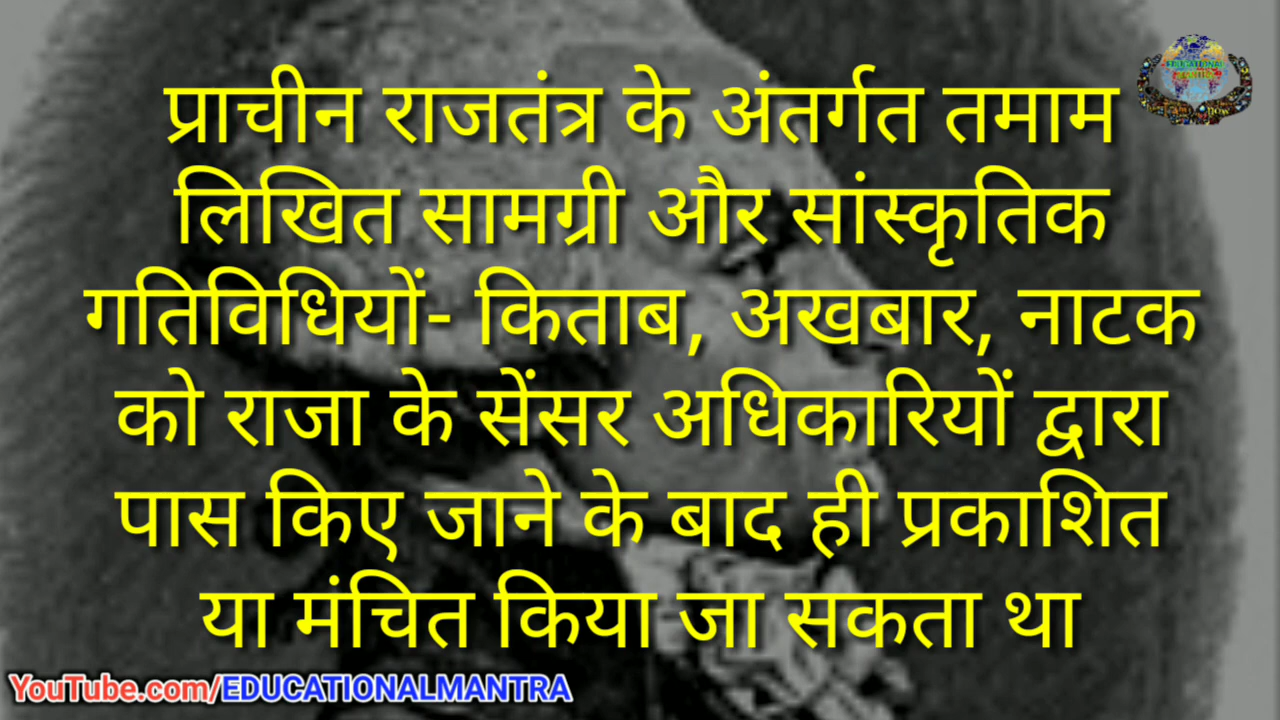 प्राचीन राजतंत्र के अंतर्गत तमाम
लिखित सामग्री और सांस्कृतिक
गतिविधियों- किताब, अखबार, नाटक
को राजा के सेंसर अधिकारियों द्वारा
पास किए जाने के बाद ही प्रकाशित
या मंचित किया जा सकता था
YouTube.com/EDUCATIONALMANTRA